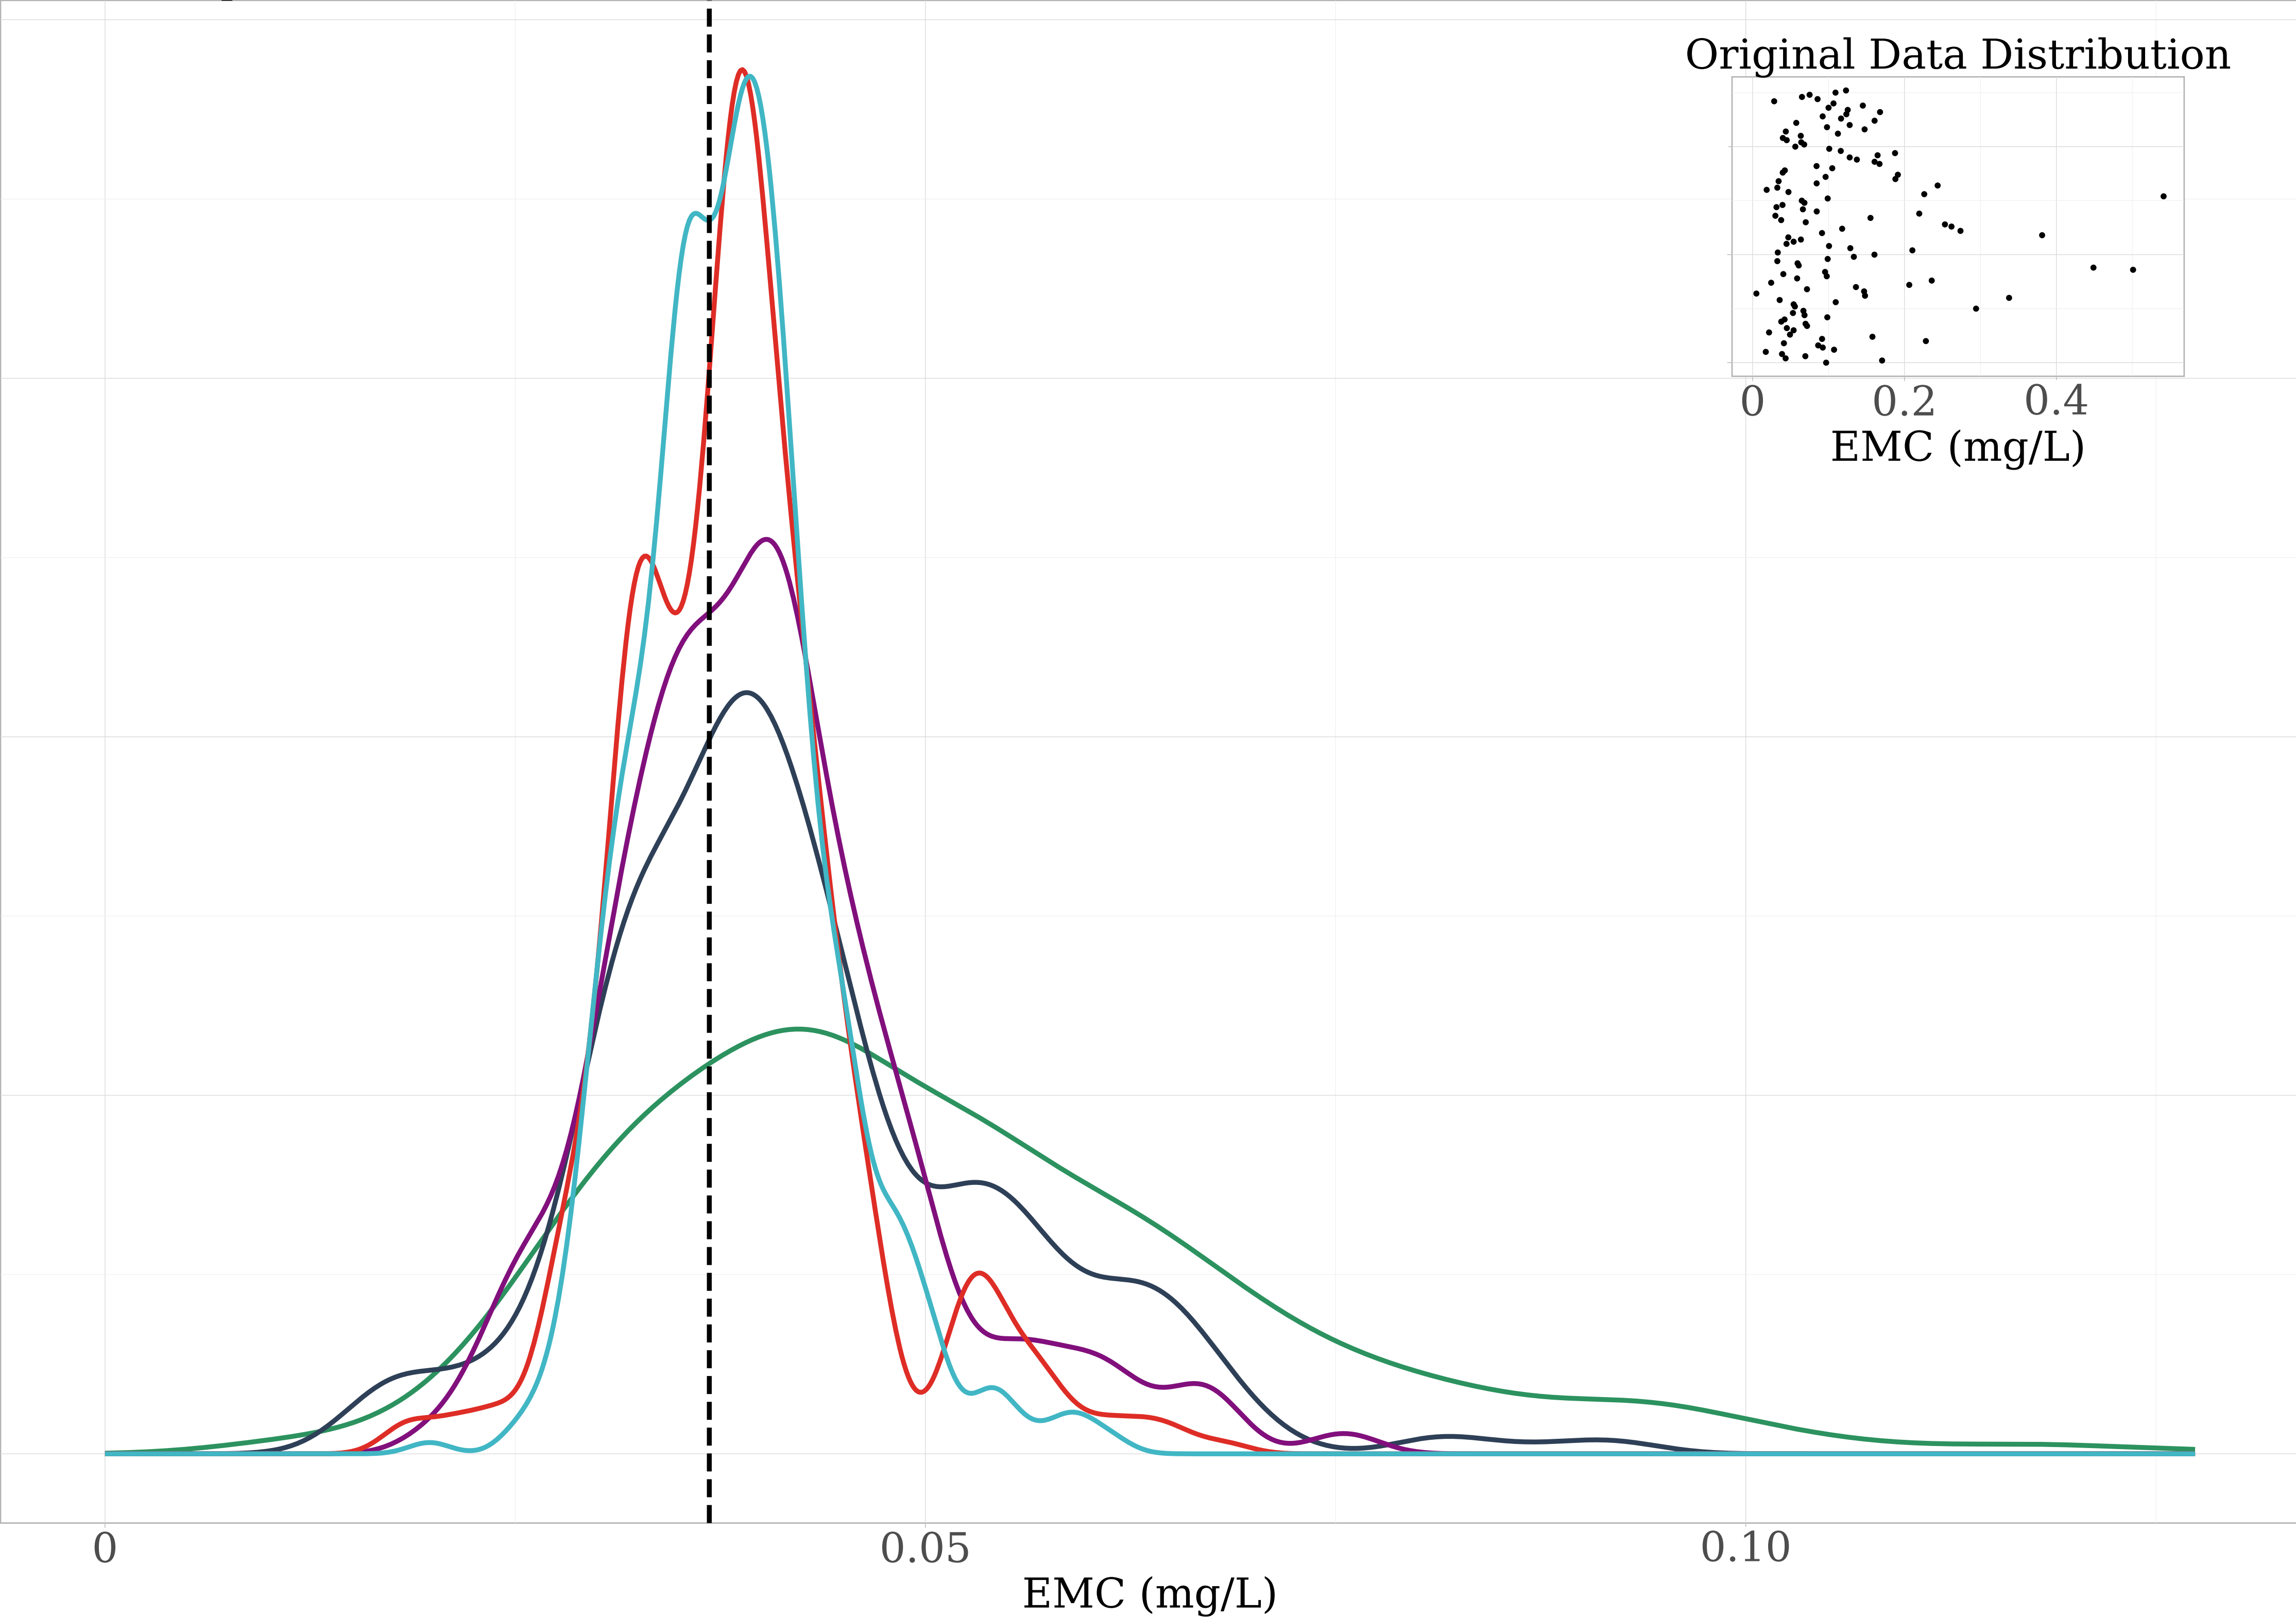 Original Data Distribution
0 0.2 0.4
EMC (mg/L)
0 0.05 0.10
EMC (mg/L)